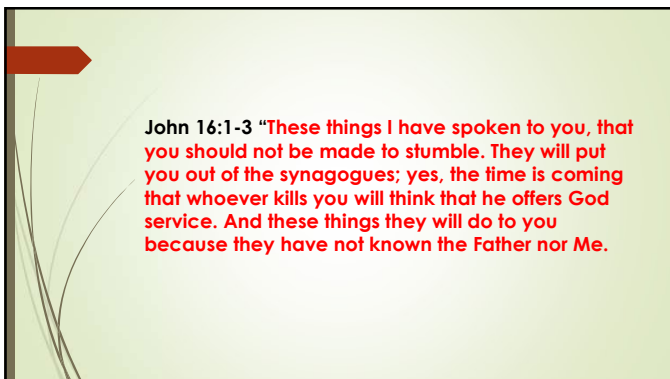 John 16:1-3 “These things I have spoken to you, that
you should not be made to stumble. They will put
you out of the synagogues; yes, the time is coming
that whoever kills you will think that he offers God
service. And these things they will do to you
because they have not known the Father nor Me.